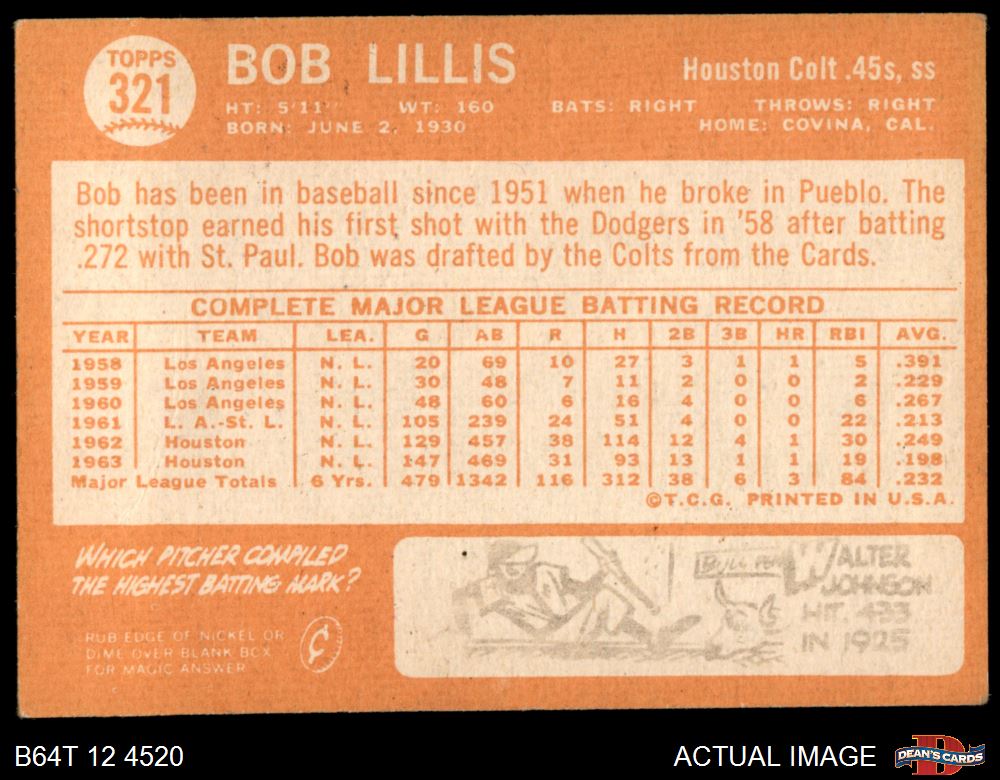 TOPPS
321
BOB LILLIS
Houston Colt .45s, ss
HT: 5'11" WT: 160 BATS: RIGHT THROWS: RIGHT
BORN: JUNE 2, 1930 HOME: COVINA, CAL.
Bob has been in baseball since 1951 when he broke in Pueblo. The
shortstop earned his first shot with the Dodgers in '58 after batting
.272 with St. Paul. Bob was drafted by the Colts from the Cards.
COMPLETE MAJOR LEAGUE BATTING RECORD
YEAR TEAM LEA. G AB R H 2B 3B HR RBI AVG.
1958 Los Angeles N. L. 20 69 10 27 3 1 1 5 .391
1959 Los Angeles N. L. 30 48 7 11 2 0 0 2 .229
1960 Los Angeles N. L. 48 60 6 16 4 0 0 6 .267
1961 L. A.-St. L. N. L. 105 239 24 51 4 0 0 22 .213
1962 Houston N. L. 129 457 38 114 12 4 1 30 .249
1963 Houston N. L. 147 469 31 93 13 1 1 19 .198
Major League Totals 6 Yrs. 479 1342 116 312 38 6 3 84 .232
©T.C.G. PRINTED IN U.S.A.
WHICH PITCHER COMPILED
THE HIGHEST BATTING MARK?
RUB EDGE OF NICKEL OR
DIME OVER BLANK BOX
FOR MAGIC ANSWER
BULL
WALTER
JOHNSON
HIT .433
IN 1925
B64T 12 4520
ACTUAL IMAGE
DEAN'S CARDS